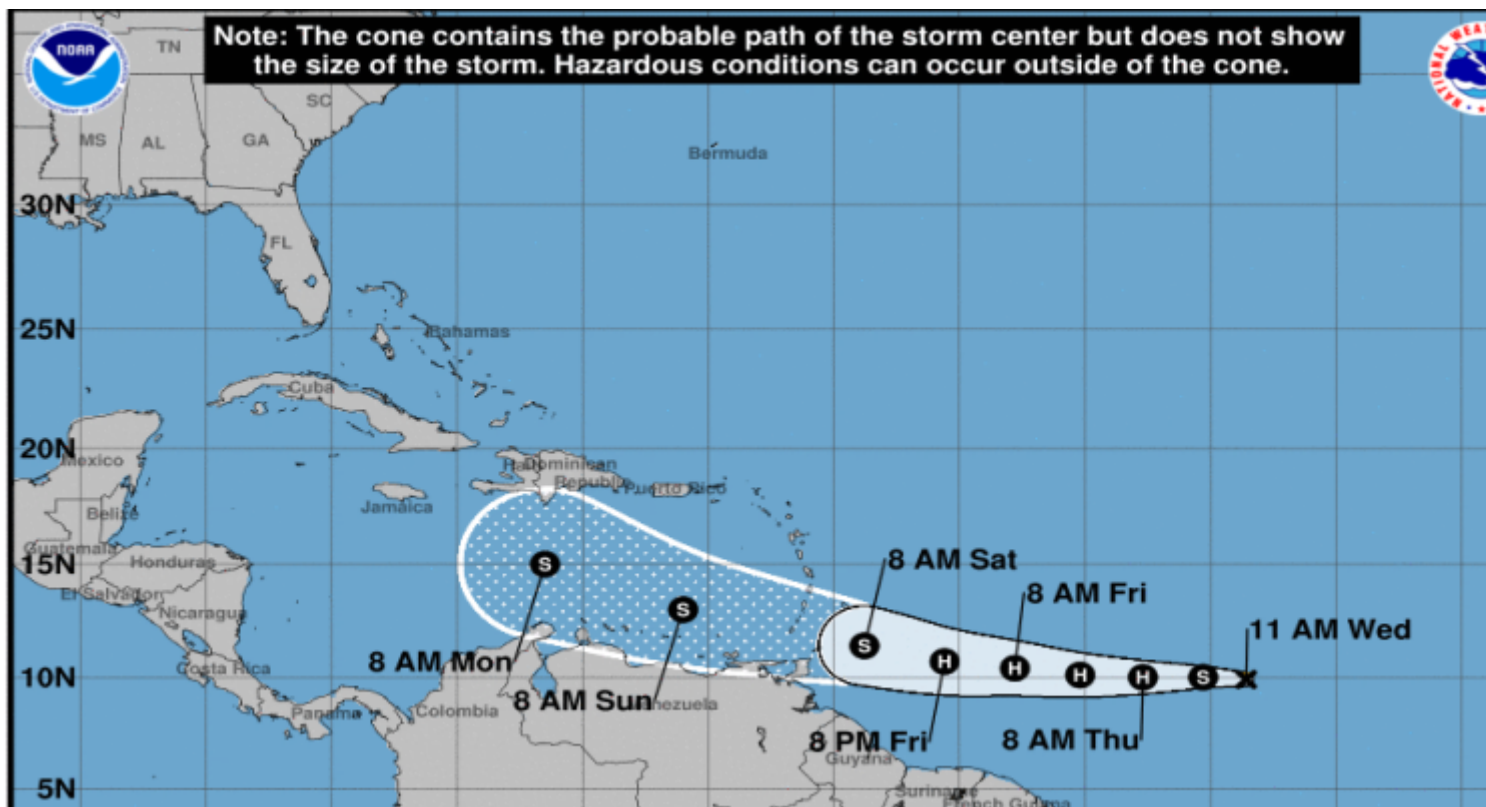 NOAA
Note: The cone contains the probable path of the storm center but does not show
the size of the storm. Hazardous conditions can occur outside of the cone.
TN
SC
MS
AL
GA
Bermuda
30N
FL
25N
Bahamas
Cuba
20N
Mexico
Haiti
Dominican
Republic
Puerto Rico
Jamaica
Belize
Guatemala
15N
Honduras
El Salvador
Nicaragua
S
8 AM Sat
8 AM Fri
11 AM Wed
S
S
H
H
H
H
S
8 AM Mon
8 AM Sun
Costa Rica
10N
Panama
Colombia
Venezuela
8 PM Fri
8 AM Thu
Guyana
Suriname
French Guiana
5N